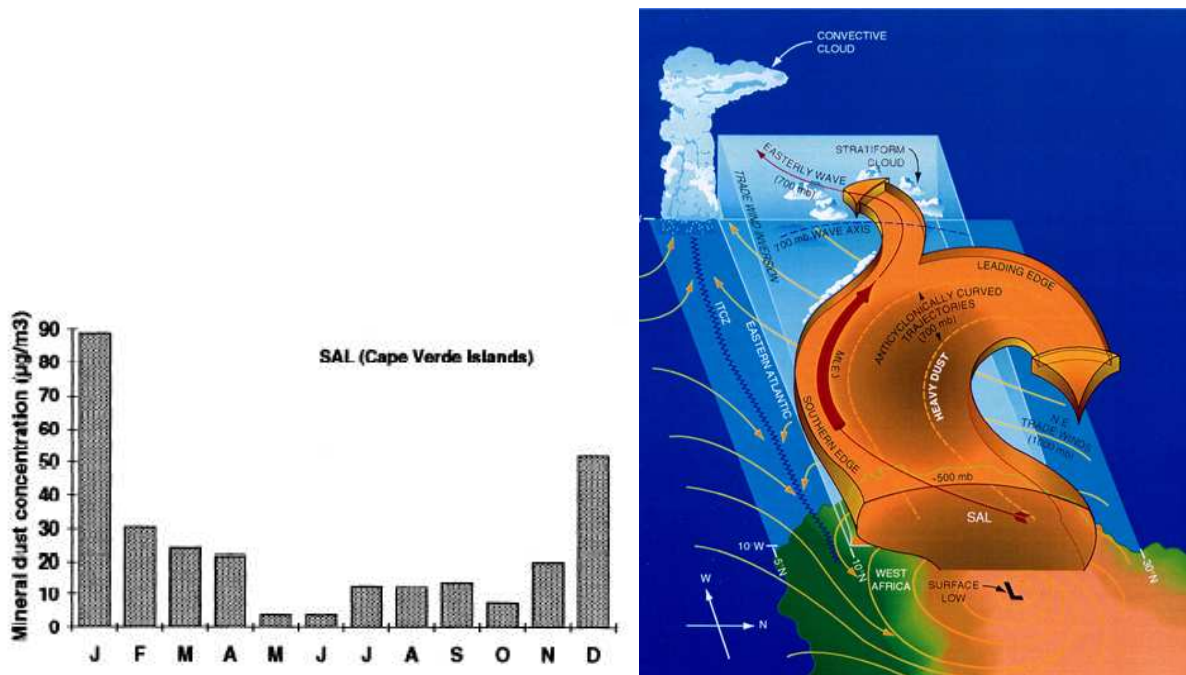 Mineral dust concentration (µg/m3)
90
80
70
60
50
40
30
20
10
0
SAL (Cape Verde Islands)
J F M A M J J A S O N D
CONVECTIVE
CLOUD
STRATIFORM
CLOUD
EASTERLY WAVE
(700 mb)
TRADE WIND INVERSION
700 mb WAVE AXIS
LEADING EDGE
ANTICYCLONICALLY CURVED
TRAJECTORIES
(700 mb)
ITCZ
EASTERN ATLANTIC
MLEJ
HEAVY DUST
SOUTHERN EDGE
N.E.
TRADE WINDS
(1000 mb)
~500 mb
SAL
10°W
5°N
10°N
30°N
WEST
AFRICA
SURFACE
LOW
L
W
N